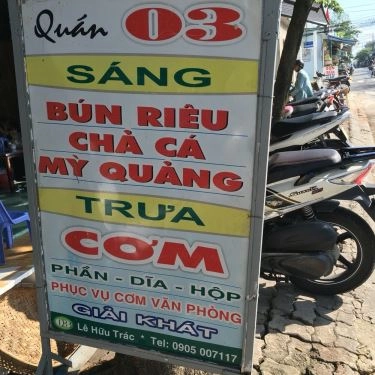 Quán 03
SÁNG
BÚN RIÊU
CHẢ CÁ
MỲ QUẢNG
TRƯA
CƠM
PHẦN - DĨA - HỘP
PHỤC VỤ CƠM VĂN PHÒNG
GIẢI KHÁT
03 Lê Hữu Trác * Tel: 0905 007117